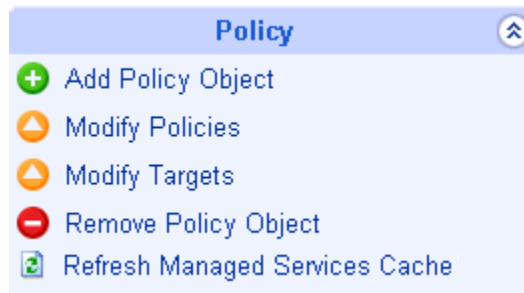 Policy
Add Policy Object
Modify Policies
Modify Targets
Remove Policy Object
Refresh Managed Services Cache